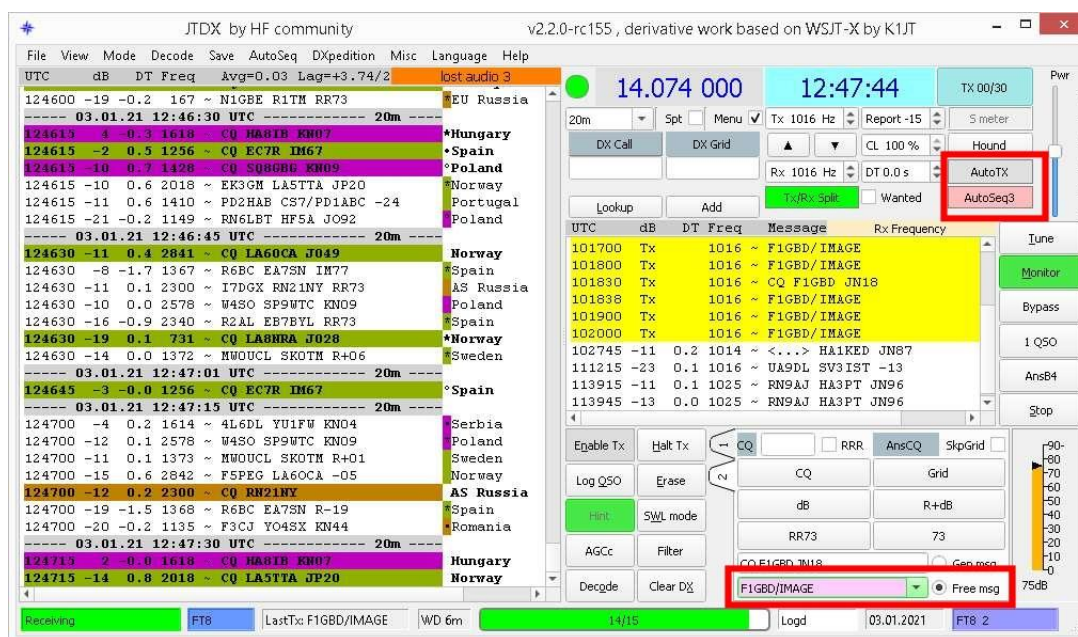 JTDX by HF community v2.2.0-rc155 , derivative work based on WSJT-X by K1JT
File View Mode Decode Save AutoSeq DXpedition Misc Language Help
UTC dB DT Freq Avg=0.03 Lag=+3.74/2 lost audio 3
124600 -19 -0.2 167 ~ N1GBE R1TM RR73 *EU Russia
----- 03.01.21 12:46:30 UTC ------------ 20m ----
124615 4 -0.3 1618 ~ CQ HA8IB KN07 *Hungary
124615 -2 0.5 1256 ~ CQ EC7R IM67 •Spain
124615 -10 0.7 1428 ~ CQ SQ8GBG KN09 °Poland
124615 -10 0.6 2018 ~ EK3GM LA5TTA JP20 *Norway
124615 -11 0.6 1410 ~ PD2HAB CS7/PD1ABC -24 Portugal
124615 -21 -0.2 1149 ~ RN6LBT HF5A JO92 *Poland
----- 03.01.21 12:46:45 UTC ------------ 20m ----
124630 -11 0.4 2841 ~ CQ LA6OCA JO49 Norway
124630 -8 -1.7 1367 ~ R6BC EA7SN IM77 *Spain
124630 -11 0.1 2300 ~ I7DGX RN21NY RR73 AS Russia
124630 -10 0.0 2578 ~ W4SO SP9WTC KN09 Poland
124630 -16 -0.9 2340 ~ R2AL EB7BYL RR73 *Spain
124630 -19 0.1 731 ~ CQ LA8NRA JO28 *Norway
124630 -14 0.0 1372 ~ MW0UCL SK0TM R+06 *Sweden
----- 03.01.21 12:47:01 UTC ------------ 20m ----
124645 -3 -0.0 1256 ~ CQ EC7R IM67 °Spain
----- 03.01.21 12:47:15 UTC ------------ 20m ----
124700 -4 0.2 1614 ~ 4L6DL YU1FW KN04 *Serbia
124700 -12 0.1 2578 ~ W4SO SP9WTC KN09 Poland
124700 -11 0.1 1373 ~ MW0UCL SK0TM R+01 Sweden
124700 -15 0.6 2842 ~ F5PEG LA6OCA -05 Norway
124700 -12 0.2 2300 ~ CQ RN21NY AS Russia
124700 -19 -1.5 1368 ~ R6BC EA7SN R-19 *Spain
124700 -20 -0.2 1135 ~ F3CJ YO4SX KN44 •Romania
----- 03.01.21 12:47:30 UTC ------------ 20m ----
124715 2 -0.0 1618 ~ CQ HA8IB KN07 Hungary
124715 -14 0.8 2018 ~ CQ LA5TTA JP20 Norway
14.074 000 12:47:44 TX 00/30 Pwr
20m Spt Menu Tx 1016 Hz Report -15 S meter
DX Call DX Grid CL 100 % Hound
Rx 1016 Hz DT 0.0 s AutoTX
Lookup Add Tx/Rx Split Wanted AutoSeq3
UTC dB DT Freq Message Rx Frequency
101700 Tx 1016 ~ F1GBD/IMAGE
101800 Tx 1016 ~ F1GBD/IMAGE
101830 Tx 1016 ~ CQ F1GBD JN18
101838 Tx 1016 ~ F1GBD/IMAGE
101900 Tx 1016 ~ F1GBD/IMAGE
102000 Tx 1016 ~ F1GBD/IMAGE
102745 -11 0.2 1014 ~ <...> HA1KED JN87
111215 -23 0.1 1016 ~ UA9DL SV3IST -13
113915 -11 0.1 1025 ~ RN9AJ HA3PT JN96
113945 -13 0.0 1025 ~ RN9AJ HA3PT JN96
Tune
Monitor
Bypass
1 QSO
AnsB4
Stop
Enable Tx Halt Tx 1 CQ RRR AnsCQ SkpGrid
Log QSO Erase 2 CQ Grid
Hint SWL mode dB R+dB
AGCc Filter RR73 73
CQ F1GBD JN18 Gen msg
Decode Clear DX F1GBD/IMAGE Free msg
90-
80
70
60
50
40
30
20
10
0
75dB
Receiving FT8 LastTx: F1GBD/IMAGE WD 6m 14/15 Logd 03.01.2021 FT8 2